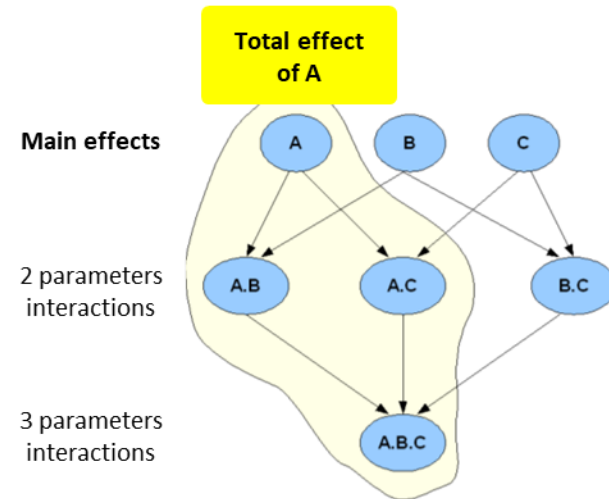 Total effect
of A
Main effects
A
B
C
2 parameters
interactions
A.B
A.C
B.C
3 parameters
interactions
A.B.C